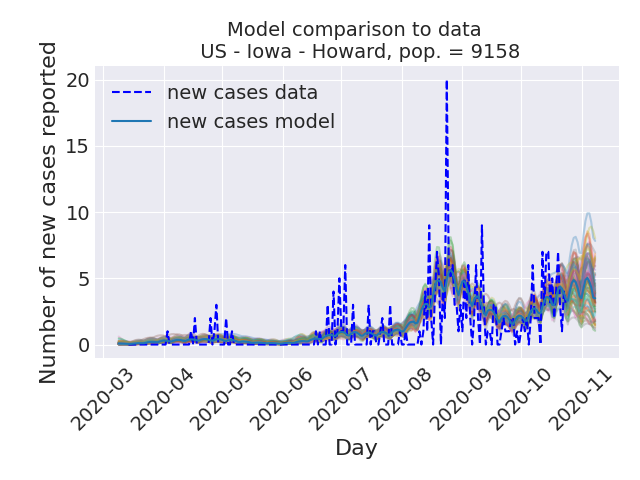 Model comparison to data
US - Iowa - Howard, pop. = 9158
Number of new cases reported
20
15
10
5
0
new cases data
new cases model
2020-03
2020-04
2020-05
2020-06
2020-07
2020-08
2020-09
2020-10
2020-11
Day